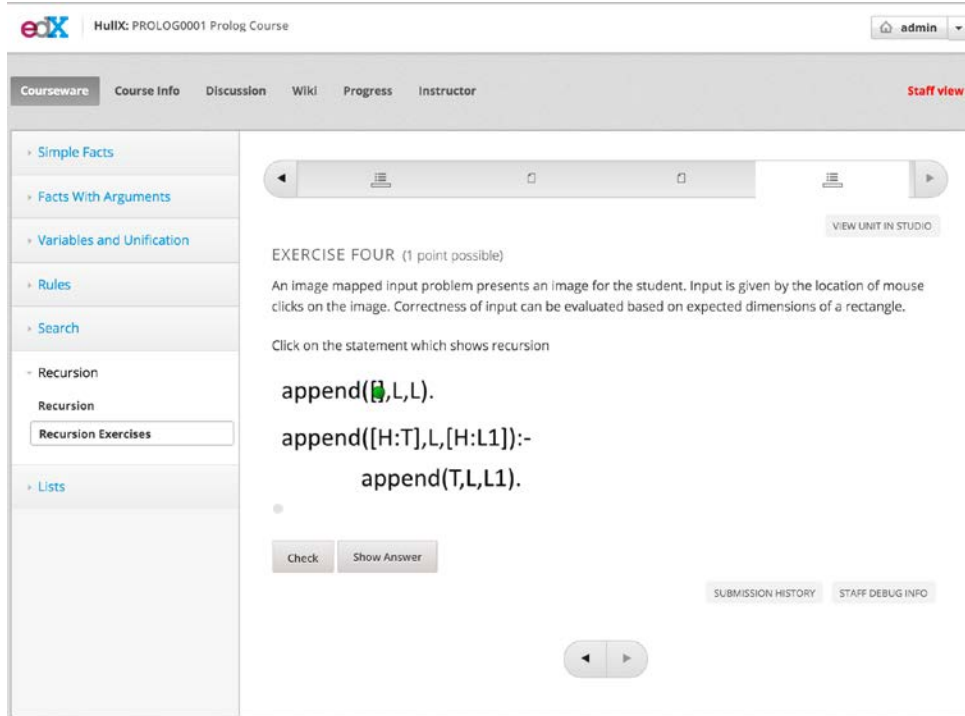 edX HullX: PROLOG0001 Prolog Course admin
Courseware Course Info Discussion Wiki Progress Instructor Staff view
Simple Facts
Facts With Arguments
Variables and Unification
Rules
Search
Recursion
Recursion
Recursion Exercises
Lists
VIEW UNIT IN STUDIO
EXERCISE FOUR (1 point possible)
An image mapped input problem presents an image for the student. Input is given by the location of mouse
clicks on the image. Correctness of input can be evaluated based on expected dimensions of a rectangle.
Click on the statement which shows recursion
append([],L,L).
append([H:T],L,[H:L1]):-
append(T,L,L1).
Check Show Answer
SUBMISSION HISTORY STAFF DEBUG INFO